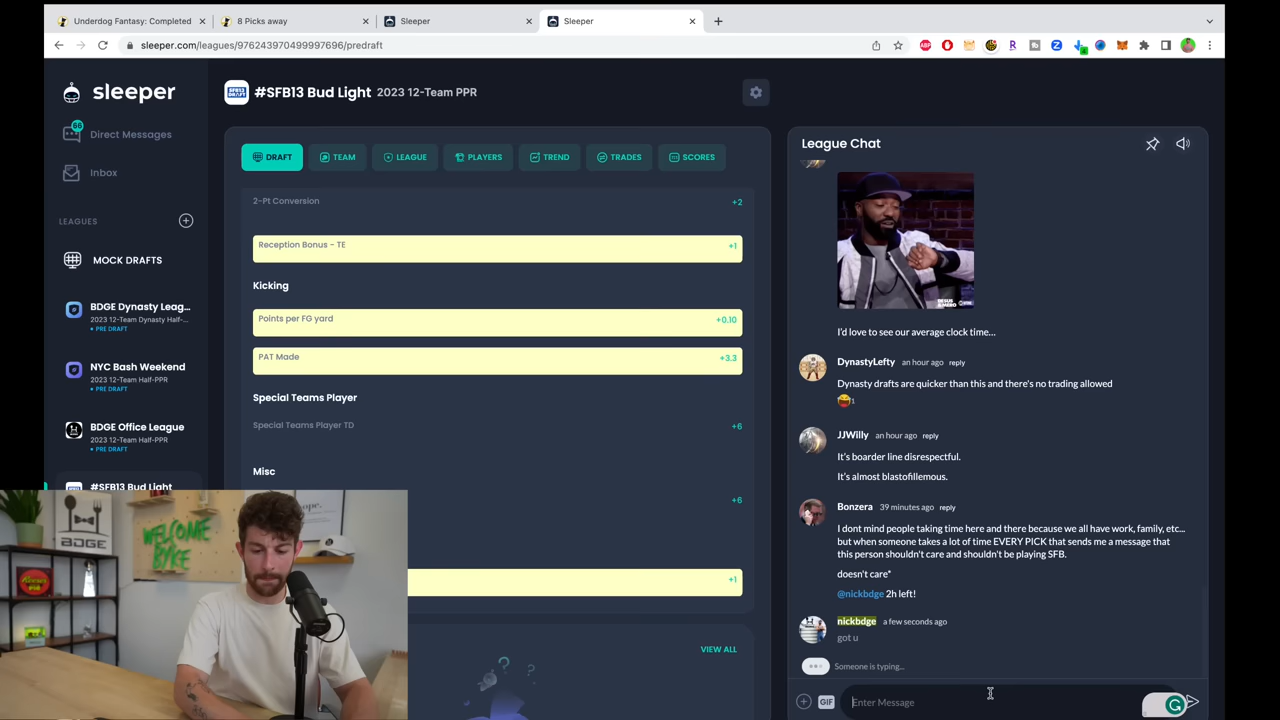 Underdog Fantasy: Completed
8 Picks away
Sleeper
Sleeper
sleeper.com/leagues/976243970499997696/predraft
sleeper
66
Direct Messages
Inbox
LEAGUES
MOCK DRAFTS
BDGE Dynasty Leag...
2023 12-Team Dynasty Half-...
• PRE DRAFT
NYC Bash Weekend
2023 12-Team Half-PPR
• PRE DRAFT
BDGE Office League
2023 12-Team Half-PPR
• PRE DRAFT
#SFB13 Bud Light
#SFB13 Bud Light 2023 12-Team PPR
DRAFT
TEAM
LEAGUE
PLAYERS
TREND
TRADES
SCORES
2-Pt Conversion +2
Reception Bonus - TE +1
Kicking
Points per FG yard +0.10
PAT Made +3.3
Special Teams Player
Special Teams Player TD +6
Misc
+6
+1
VIEW ALL
League Chat
I'd love to see our average clock time...
DynastyLefty an hour ago reply
Dynasty drafts are quicker than this and there's no trading allowed
1
JJWilly an hour ago reply
It's boarder line disrespectful.
It's almost blastofillemous.
Bonzera 39 minutes ago reply
I dont mind people taking time here and there because we all have work, family, etc...
but when someone takes a lot of time EVERY PICK that sends me a message that
this person shouldn't care and shouldn't be playing SFB.
doesn't care*
@nickbdge 2h left!
nickbdge a few seconds ago
got u
Someone is typing...
GIF
Enter Message
WELCOME
BDGE